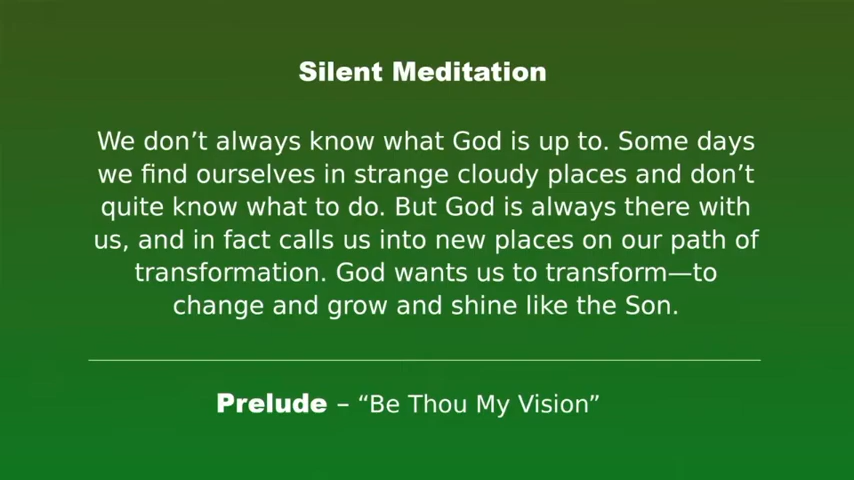 Silent Meditation
We don’t always know what God is up to. Some days
we find ourselves in strange cloudy places and don’t
quite know what to do. But God is always there with
us, and in fact calls us into new places on our path of
transformation. God wants us to transform—to
change and grow and shine like the Son.
Prelude – “Be Thou My Vision”